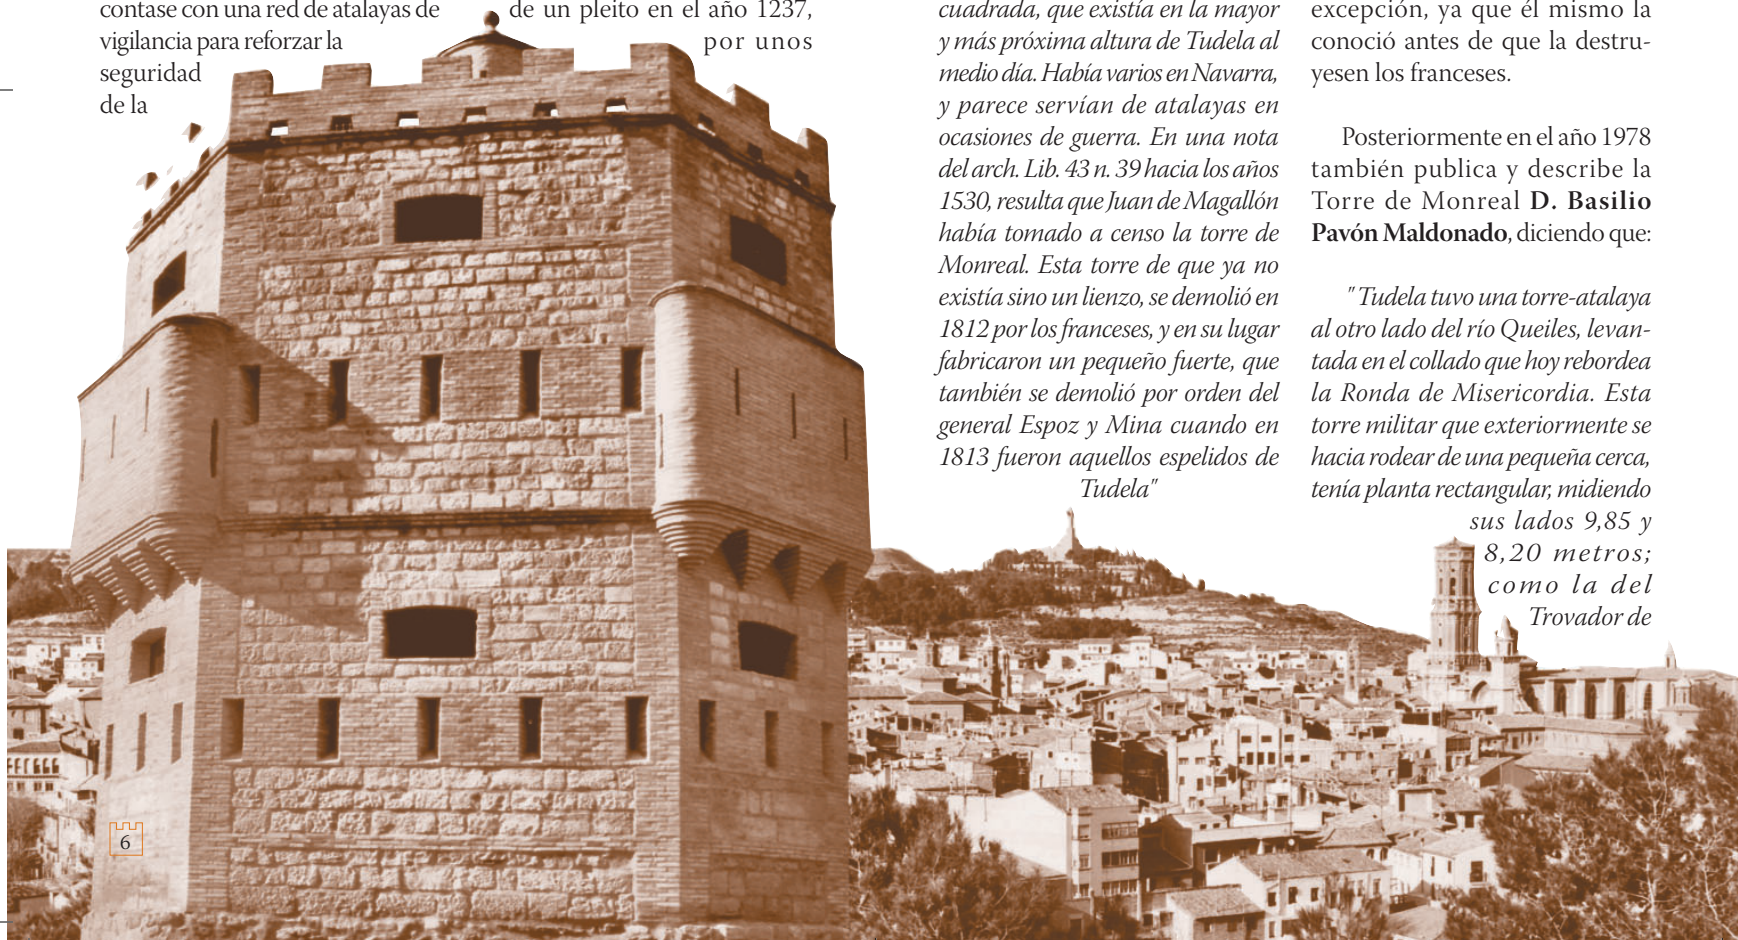 contase con una red de atalayas de
vigilancia para reforzar la
seguridad
de la
de un pleito en el año 1237,
por unos
cuadrada, que existía en la mayor
y más próxima altura de Tudela al
medio día. Había varios en Navarra,
y parece servían de atalayas en
ocasiones de guerra. En una nota
del arch. Lib. 43 n. 39 hacia los años
1530, resulta que Juan de Magallón
había tomado a censo la torre de
Monreal. Esta torre de que ya no
existía sino un lienzo, se demolió en
1812 por los franceses, y en su lugar
fabricaron un pequeño fuerte, que
también se demolió por orden del
general Espoz y Mina cuando en
1813 fueron aquellos espelidos de
Tudela"
excepción, ya que él mismo la
conoció antes de que la destru-
yesen los franceses.
Posteriormente en el año 1978
también publica y describe la
Torre de Monreal D. Basilio
Pavón Maldonado, diciendo que:
"Tudela tuvo una torre-atalaya
al otro lado del río Queiles, levan-
tada en el collado que hoy rebordea
la Ronda de Misericordia. Esta
torre militar que exteriormente se
hacia rodear de una pequeña cerca,
tenía planta rectangular, midiendo
sus lados 9,85 y
8,20 metros;
como la del
Trovador de
6